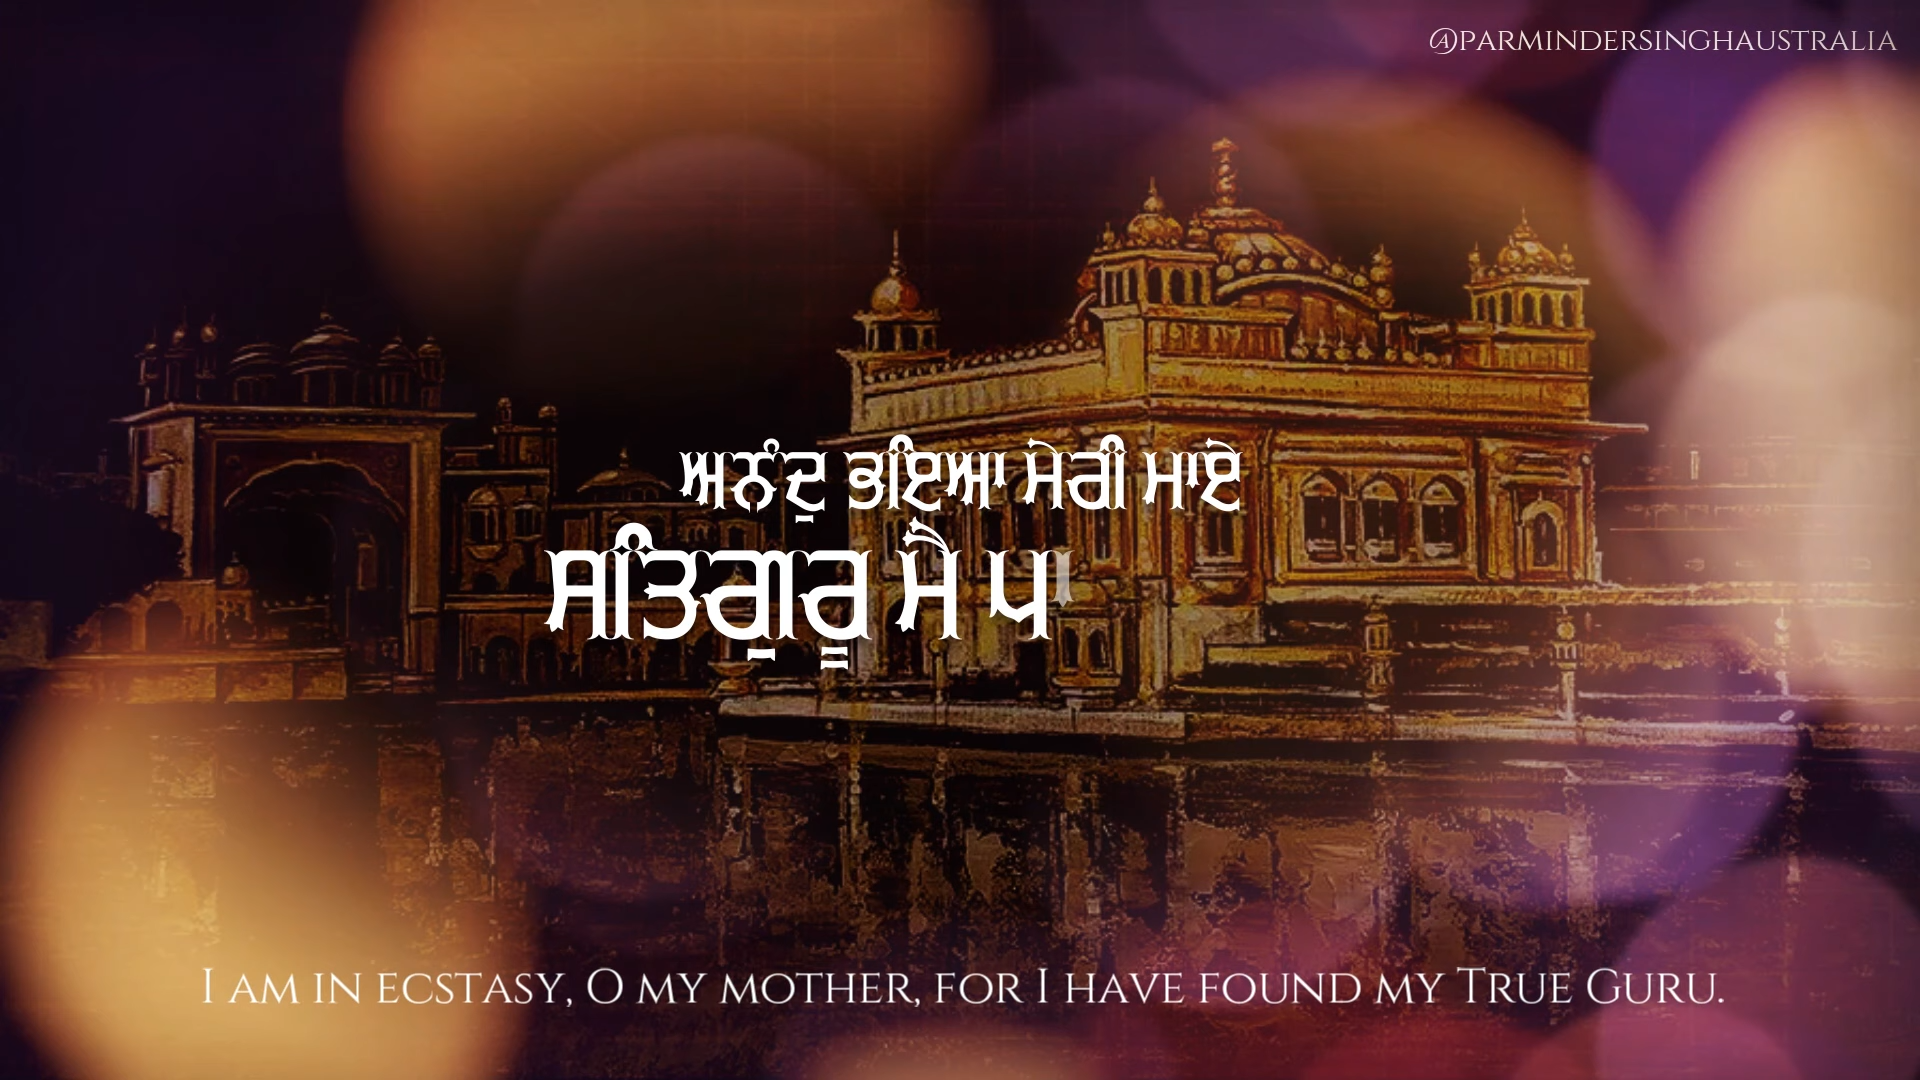 @PARMINDERSINGHAUSTRALIA
ਅਨੰਦੁ ਭਇਆ ਮੇਰੀ ਮਾਏ
ਸਤਿਗੁਰੂ ਮੈ ਪਾ
I AM IN ECSTASY, O MY MOTHER, FOR I HAVE FOUND MY TRUE GURU.